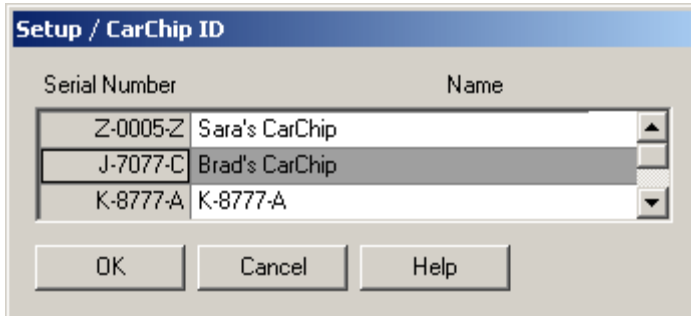 Setup / CarChip ID
Serial Number Name
Z-0005-Z Sara's CarChip
J-7077-C Brad's CarChip
K-8777-A K-8777-A
OK Cancel Help